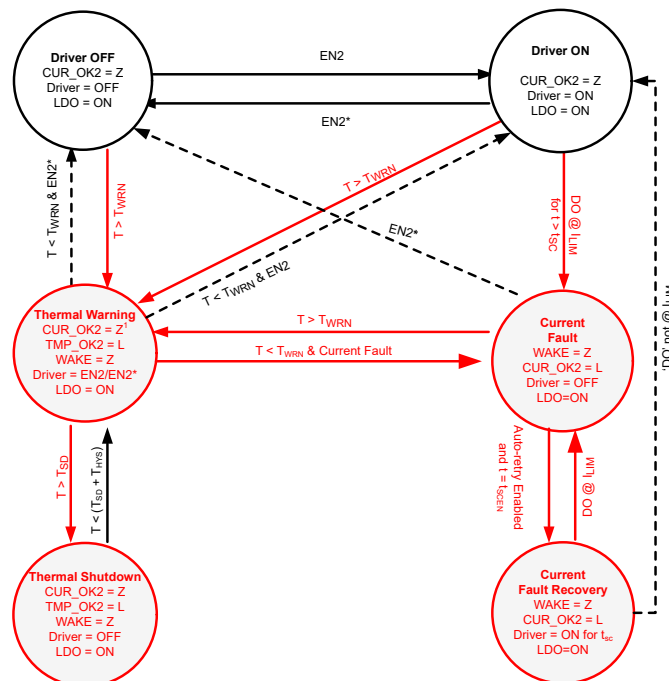 Driver OFF
CUR_OK2 = Z
Driver = OFF
LDO = ON
EN2
EN2*
Driver ON
CUR_OK2 = Z
Driver = ON
LDO = ON
T < TWRN & EN2*
T > TWRN
T > TWRN
T < TWRN & EN2
EN2*
DO @ ILIM
for t > tSC
'DO' not @ ILIM
Thermal Warning
CUR_OK2 = Z1
TMP_OK2 = L
WAKE = Z
Driver = EN2/EN2*
LDO = ON
T > TWRN
T < TWRN & Current Fault
Current
Fault
WAKE = Z
CUR_OK2 = L
Driver = OFF
LDO=ON
T > TSD
T < (TSD + THYS)
Auto-retry Enabled
and t = tSCEN
DO @ ILIM
Thermal Shutdown
CUR_OK2 = Z
TMP_OK2 = L
WAKE = Z
Driver = OFF
LDO = ON
Current
Fault Recovery
WAKE = Z
CUR_OK2 = L
Driver = ON for tsc
LDO=ON